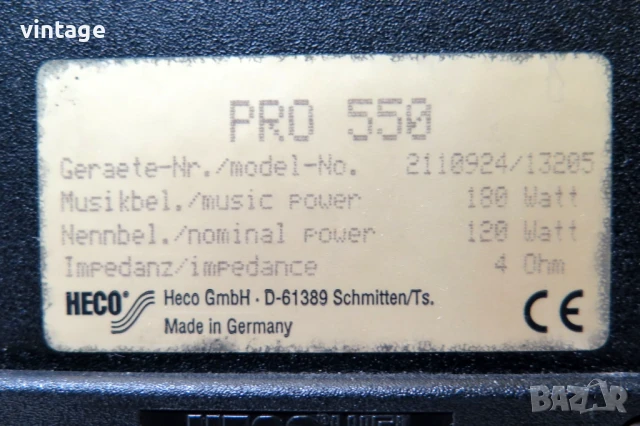 vintage
PRO 550
Geraete-Nr./model-No. 2110924/13205
Musikbel./music power 180 Watt
Nennbel./nominal power 120 Watt
Impedanz/impedance 4 Ohm
HECO® Heco GmbH · D-61389 Schmitten/Ts.
Made in Germany CE
BAZAR